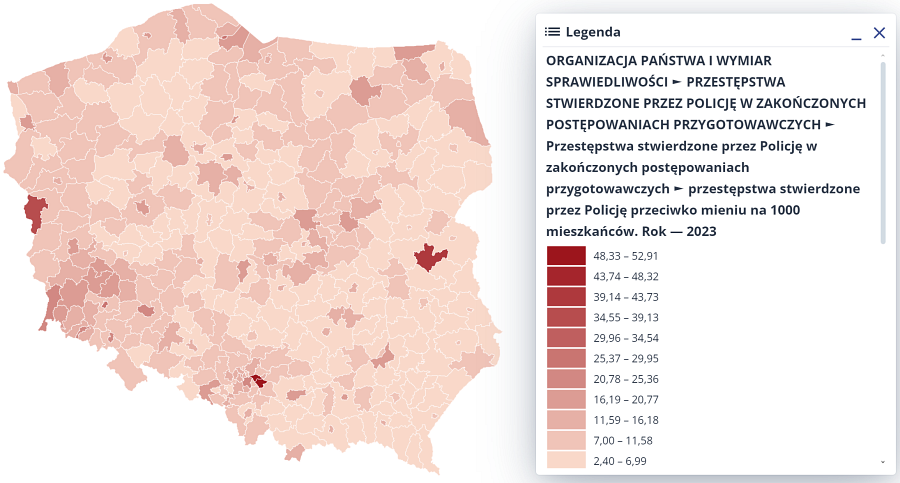 Legenda
ORGANIZACJA PAŃSTWA I WYMIAR
SPRAWIEDLIWOŚCI ► PRZESTĘPSTWA
STWIERDZONE PRZEZ POLICJĘ W ZAKOŃCZONYCH
POSTĘPOWANIACH PRZYGOTOWAWCZYCH ►
Przestępstwa stwierdzone przez Policję w
zakończonych postępowaniach
przygotowawczych ► przestępstwa stwierdzone
przez Policję przeciwko mieniu na 1000
mieszkańców. Rok — 2023
48,33 – 52,91
43,74 – 48,32
39,14 – 43,73
34,55 – 39,13
29,96 – 34,54
25,37 – 29,95
20,78 – 25,36
16,19 – 20,77
11,59 – 16,18
7,00 – 11,58
2,40 – 6,99